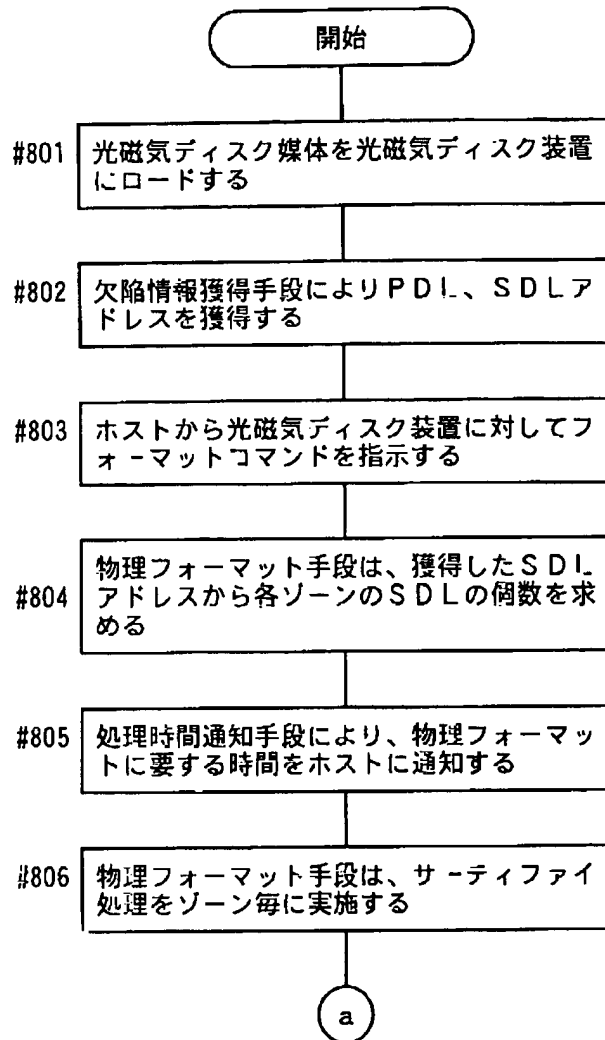 開始
#801 光磁気ディスク媒体を光磁気ディスク装置
にロードする
#802 欠陥情報獲得手段によりPDL、SDLア
ドレスを獲得する
#803 ホストから光磁気ディスク装置に対してフ
ォーマットコマンドを指示する
物理フォーマット手段は、獲得したSDL
#804 アドレスから各ゾーンのSDLの個数を求
める
#805 処理時間通知手段により、物理フォーマッ
トに要する時間をホストに通知する
#806 物理フォーマット手段は、サーティファイ
処理をゾーン毎に実施する
a